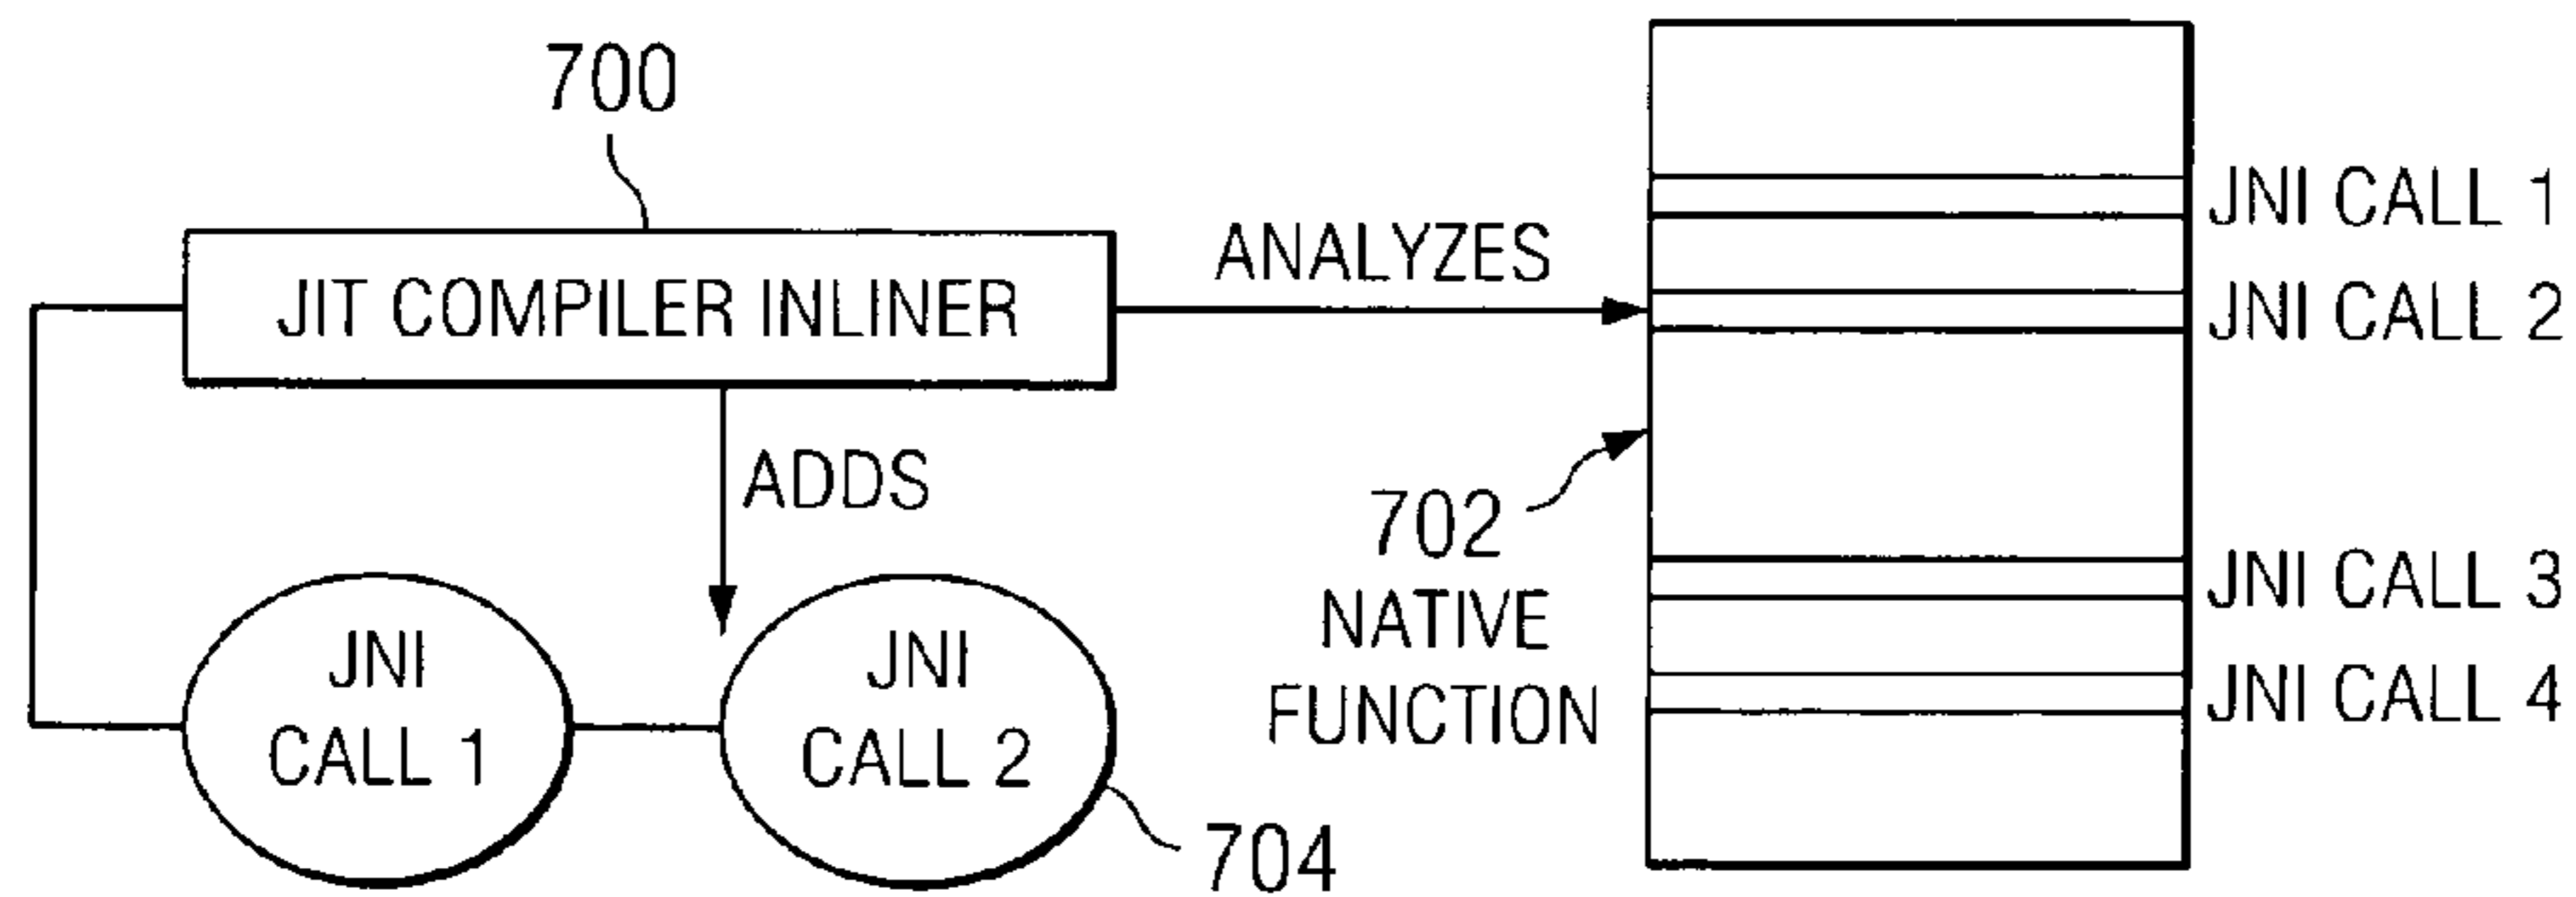 700
JIT COMPILER INLINER
ANALYZES
ADDS
JNI
CALL 1
JNI
CALL 2
704
702
NATIVE
FUNCTION
JNI CALL 1
JNI CALL 2
JNI CALL 3
JNI CALL 4